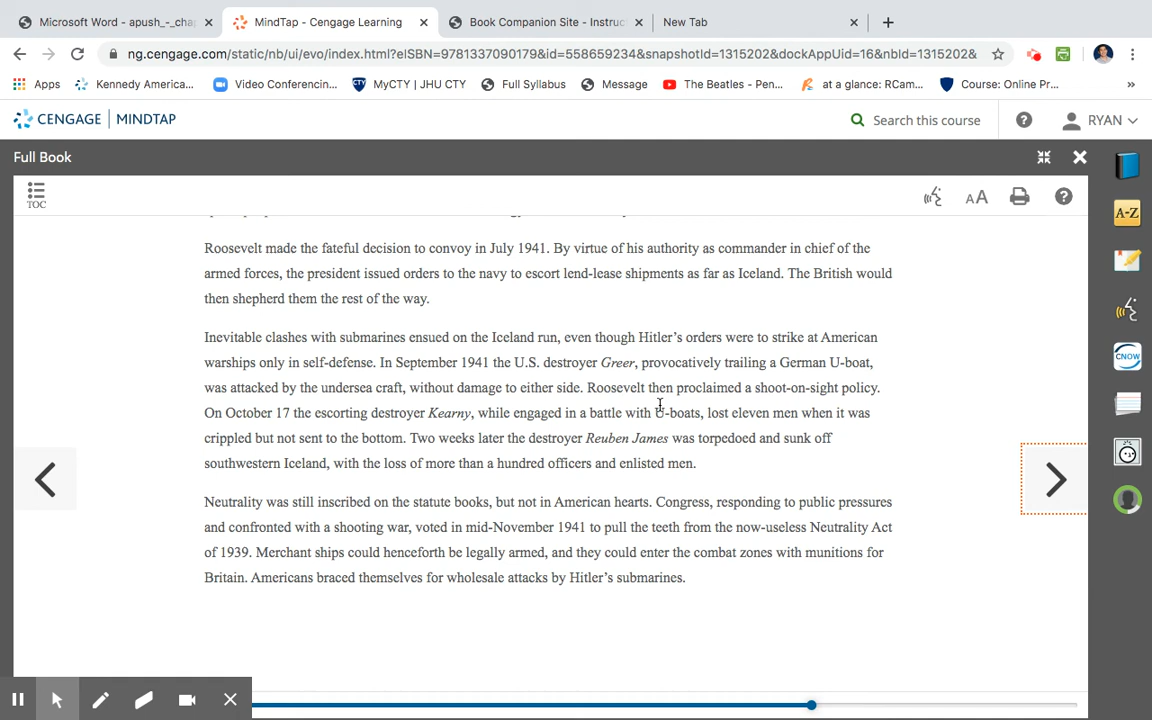 Microsoft Word - apush_-_cha
MindTap - Cengage Learning
Book Companion Site - Instruc
New Tab
ng.cengage.com/static/nb/ui/evo/index.html?eISBN=9781337090179&id=558659234&snapshotId=1315202&dockAppUid=16&nbId=1315202&
Apps
Kennedy America...
Video Conferencin...
MyCTY | JHU CTY
Full Syllabus
Message
The Beatles - Pen...
at a glance: RCam...
Course: Online Pr...
»
CENGAGE | MINDTAP
Search this course
RYAN
Full Book
TOC
AA
A-Z
CNOW
Roosevelt made the fateful decision to convoy in July 1941. By virtue of his authority as commander in chief of the
armed forces, the president issued orders to the navy to escort lend-lease shipments as far as Iceland. The British would
then shepherd them the rest of the way.
Inevitable clashes with submarines ensued on the Iceland run, even though Hitler's orders were to strike at American
warships only in self-defense. In September 1941 the U.S. destroyer Greer, provocatively trailing a German U-boat,
was attacked by the undersea craft, without damage to either side. Roosevelt then proclaimed a shoot-on-sight policy.
On October 17 the escorting destroyer Kearny, while engaged in a battle with U-boats, lost eleven men when it was
crippled but not sent to the bottom. Two weeks later the destroyer Reuben James was torpedoed and sunk off
southwestern Iceland, with the loss of more than a hundred officers and enlisted men.
Neutrality was still inscribed on the statute books, but not in American hearts. Congress, responding to public pressures
and confronted with a shooting war, voted in mid-November 1941 to pull the teeth from the now-useless Neutrality Act
of 1939. Merchant ships could henceforth be legally armed, and they could enter the combat zones with munitions for
Britain. Americans braced themselves for wholesale attacks by Hitler's submarines.